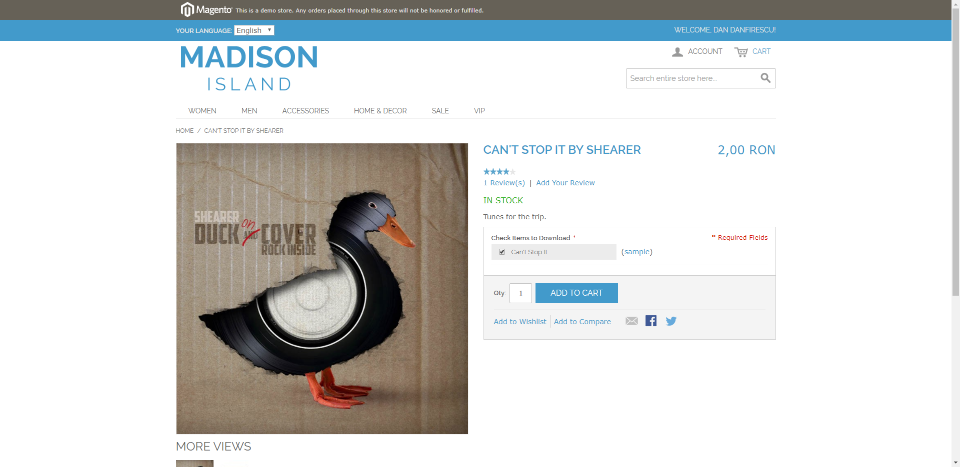 Magento This is a demo store. Any orders placed through this store will not be honored or fulfilled.
YOUR LANGUAGE: English WELCOME, DAN DANFIRESCU!
MADISON
ISLAND
ACCOUNT CART
Search entire store here...
WOMEN MEN ACCESSORIES HOME & DECOR SALE VIP
HOME / CAN'T STOP IT BY SHEARER
SHEARER
DUCK AND on COVER
ROCK INSIDE
CAN'T STOP IT BY SHEARER 2,00 RON
1 Review(s) | Add Your Review
IN STOCK
Tunes for the trip.
Check Items to Download * * Required Fields
Can't Stop It (sample)
Qty: 1 ADD TO CART
Add to Wishlist | Add to Compare
MORE VIEWS